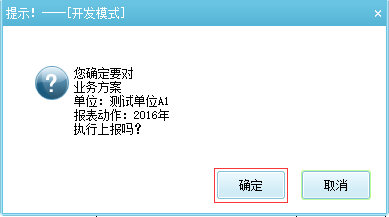 提示！——[开发模式]
您确定要对
业务方案
单位：测试单位A1
报表动作：2016年
执行上报吗？
确定 取消